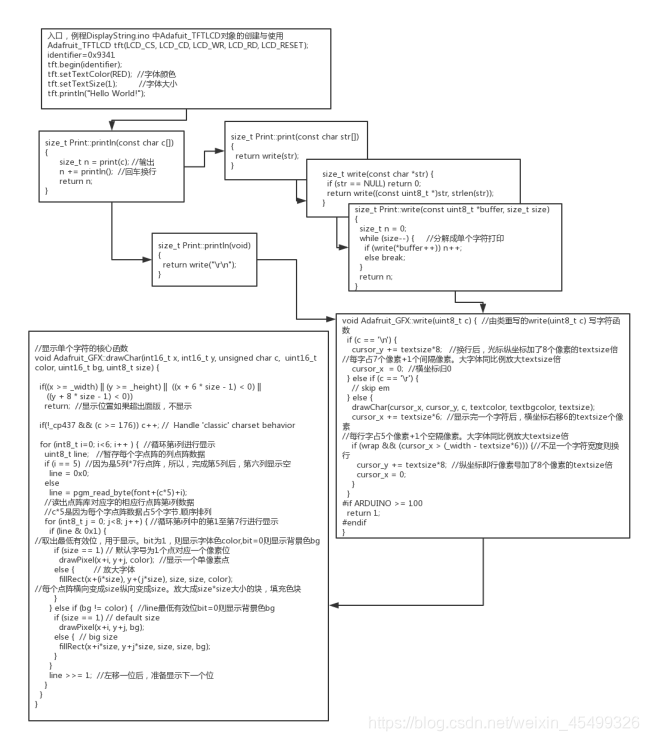 入口，例程DisplayString.ino 中Adafuit_TFTLCD对象的创建与使用
Adafruit_TFTLCD tft(LCD_CS, LCD_CD, LCD_WR, LCD_RD, LCD_RESET);
identifier=0x9341
tft.begin(identifier);
tft.setTextColor(RED); //字体颜色
tft.setTextSize(1); //字体大小
tft.println("Hello World!");
size_t Print::println(const char c[])
{
size_t n = print(c); //输出
n += println(); //回车换行
return n;
}
size_t Print::print(const char str[])
{
return write(str);
}
size_t write(const char *str) {
if (str == NULL) return 0;
return write((const uint8_t *)str, strlen(str));
}
size_t Print::write(const uint8_t *buffer, size_t size)
{
size_t n = 0;
while (size--) { //分解成单个字符打印
if (write(*buffer++)) n++;
else break;
}
return n;
}
size_t Print::println(void)
{
return write("\r\n");
}
void Adafruit_GFX::write(uint8_t c) { //由类重写的write(uint8_t c) 写字符函
数
if (c == '\n') {
cursor_y += textsize*8; //换行后，光标纵坐标加了8个像素的textsize倍
//每字占7个像素+1个间隔像素。大字体同比例放大textsize倍
cursor_x = 0; //横坐标归0
} else if (c == '\r') {
// skip em
} else {
drawChar(cursor_x, cursor_y, c, textcolor, textbgcolor, textsize);
cursor_x += textsize*6; //显示完一个字符后，横坐标右移6的textsize个像
素
//每行字占5个像素+1个空隔像素。大字体同比例放大textsize倍
if (wrap && (cursor_x > (_width - textsize*6))) {//不足一个字符宽度则换
行
cursor_y += textsize*8; //纵坐标即行像素号加了8个像素的textsize倍
cursor_x = 0;
}
}
#if ARDUINO >= 100
return 1;
#endif
}
//显示单个字符的核心函数
void Adafruit_GFX::drawChar(int16_t x, int16_t y, unsigned char c, uint16_t
color, uint16_t bg, uint8_t size) {
if((x >= _width) || (y >= _height) || ((x + 6 * size - 1) < 0) ||
((y + 8 * size - 1) < 0))
return; //显示位置如果超出面版，不显示
if(!_cp437 && (c >= 176)) c++; // Handle 'classic' charset behavior
for (int8_t i=0; i<6; i++ ) { //循环第i列进行显示
uint8_t line; //暂存每个字点阵的列点阵数据
if (i == 5) //因为是5列*7行点阵，所以，完成第5列后，第六列显示空
line = 0x0;
else
line = pgm_read_byte(font+(c*5)+i);
//读出点阵库对应字的相应行点阵第i列数据
//c*5是因为每个字点阵数据占5个字节.顺序排列
for (int8_t j = 0; j<8; j++) { //循环第i列中的第1至第7行进行显示
if (line & 0x1) {
//取出最低有效位，用于显示。bit为1，则显示字体色color,bit=0则显示背景色bg
if (size == 1) // 默认字号为1个点对应一个像素位
drawPixel(x+i, y+j, color); //显示一个单像素点
else { // 放大字体
fillRect(x+(i*size), y+(j*size), size, size, color);
//每个点阵横向变成size纵向变成size。放大成size*size大小的块，填充色块
}
} else if (bg != color) { //line最低有效位bit=0则显示背景色bg
if (size == 1) // default size
drawPixel(x+i, y+j, bg);
else { // big size
fillRect(x+i*size, y+j*size, size, size, bg);
}
}
line >>= 1; //左移一位后，准备显示下一个位
}
}
}
https://blog.csdn.net/weixin_45499326